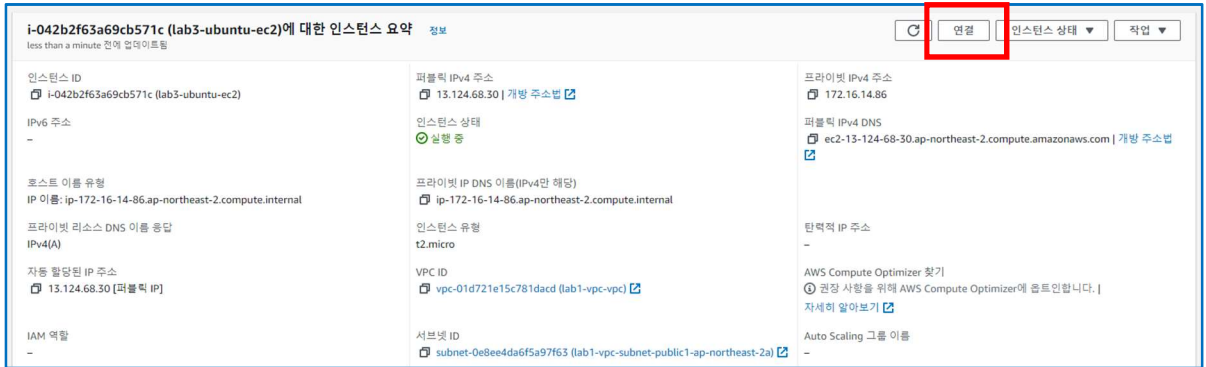 i-042b2f63a69cb571c (lab3-ubuntu-ec2)에 대한 인스턴스 요약 정보
less than a minute 전에 업데이트됨
연결
인스턴스 상태 ▼
작업 ▼
인스턴스 ID
i-042b2f63a69cb571c (lab3-ubuntu-ec2)
퍼블릭 IPv4 주소
13.124.68.30 | 개방 주소법
프라이빗 IPv4 주소
172.16.14.86
IPv6 주소
–
인스턴스 상태
실행 중
퍼블릭 IPv4 DNS
ec2-13-124-68-30.ap-northeast-2.compute.amazonaws.com | 개방 주소법
호스트 이름 유형
IP 이름: ip-172-16-14-86.ap-northeast-2.compute.internal
프라이빗 IP DNS 이름(IPv4만 해당)
ip-172-16-14-86.ap-northeast-2.compute.internal
프라이빗 리소스 DNS 이름 응답
IPv4(A)
인스턴스 유형
t2.micro
탄력적 IP 주소
–
자동 할당된 IP 주소
13.124.68.30 [퍼블릭 IP]
VPC ID
vpc-01d721e15c781dacd (lab1-vpc-vpc)
AWS Compute Optimizer 찾기
권장 사항을 위해 AWS Compute Optimizer에 옵트인합니다. |
자세히 알아보기
IAM 역할
–
서브넷 ID
subnet-0e8ee4da6f5a97f63 (lab1-vpc-subnet-public1-ap-northeast-2a)
Auto Scaling 그룹 이름
–